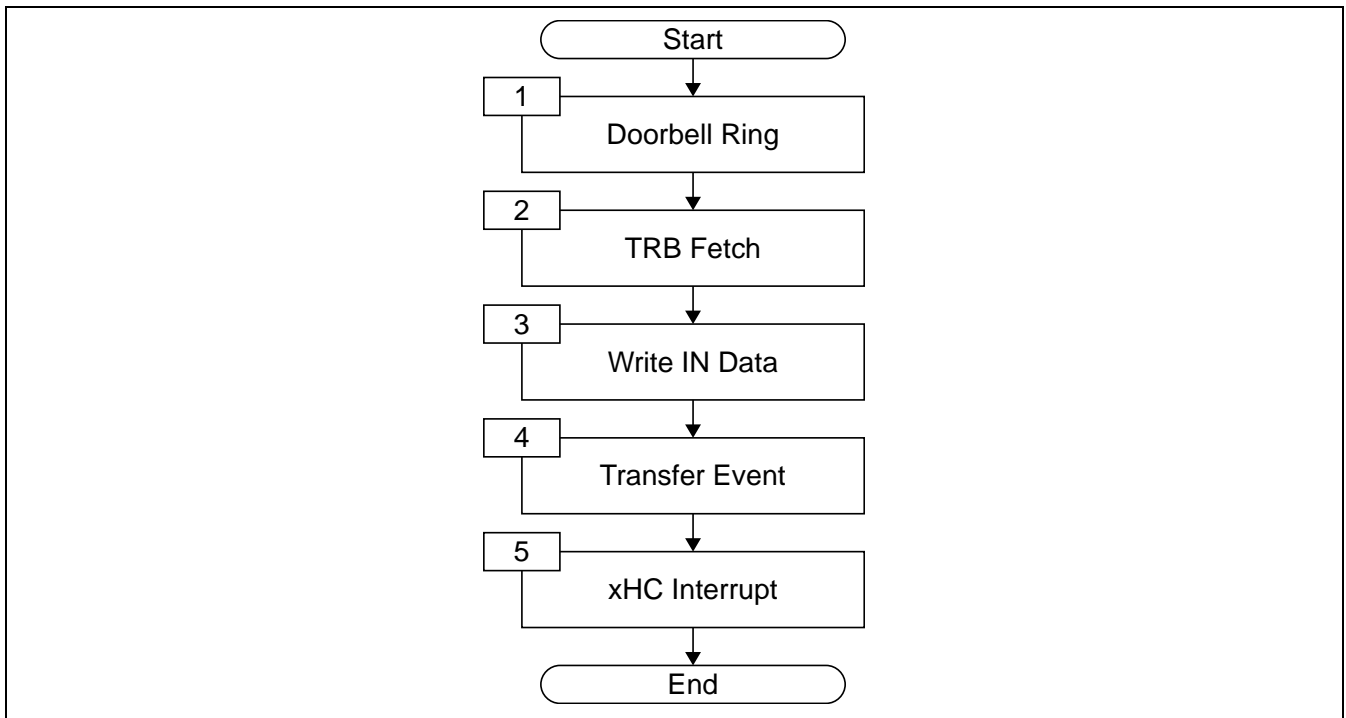 Start
1
Doorbell Ring
2
TRB Fetch
3
Write IN Data
4
Transfer Event
5
xHC Interrupt
End